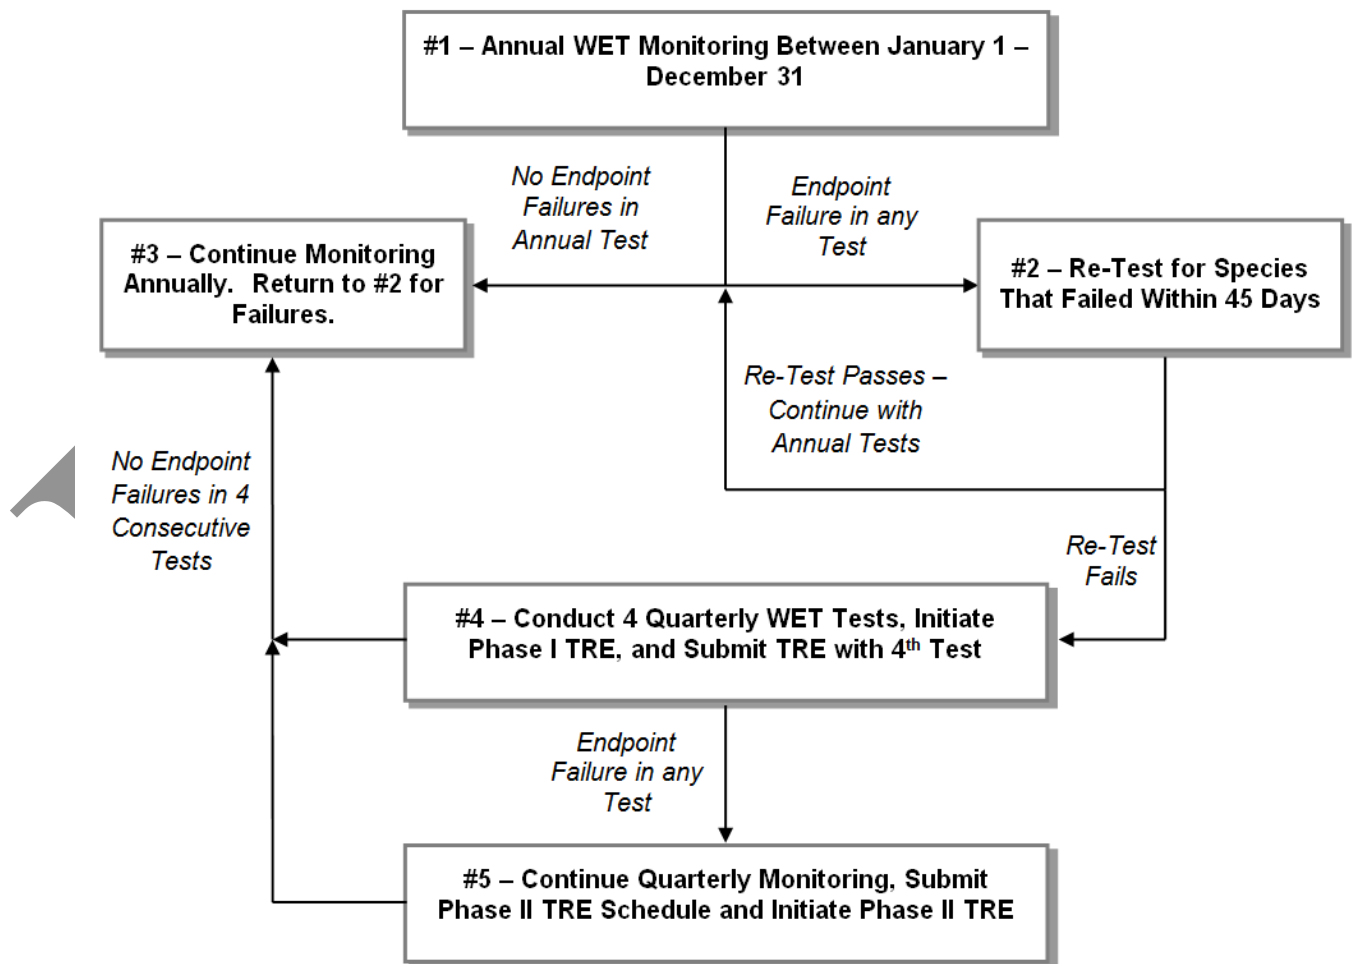 #1 – Annual WET Monitoring Between January 1 –
December 31
No Endpoint
Failures in
Annual Test
Endpoint
Failure in any
Test
#3 – Continue Monitoring
Annually.  Return to #2 for
Failures.
#2 – Re-Test for Species
That Failed Within 45 Days
Re-Test Passes –
Continue with
Annual Tests
No Endpoint
Failures in 4
Consecutive
Tests
Re-Test
Fails
#4 – Conduct 4 Quarterly WET Tests, Initiate
Phase I TRE, and Submit TRE with 4th Test
Endpoint
Failure in any
Test
#5 – Continue Quarterly Monitoring, Submit
Phase II TRE Schedule and Initiate Phase II TRE